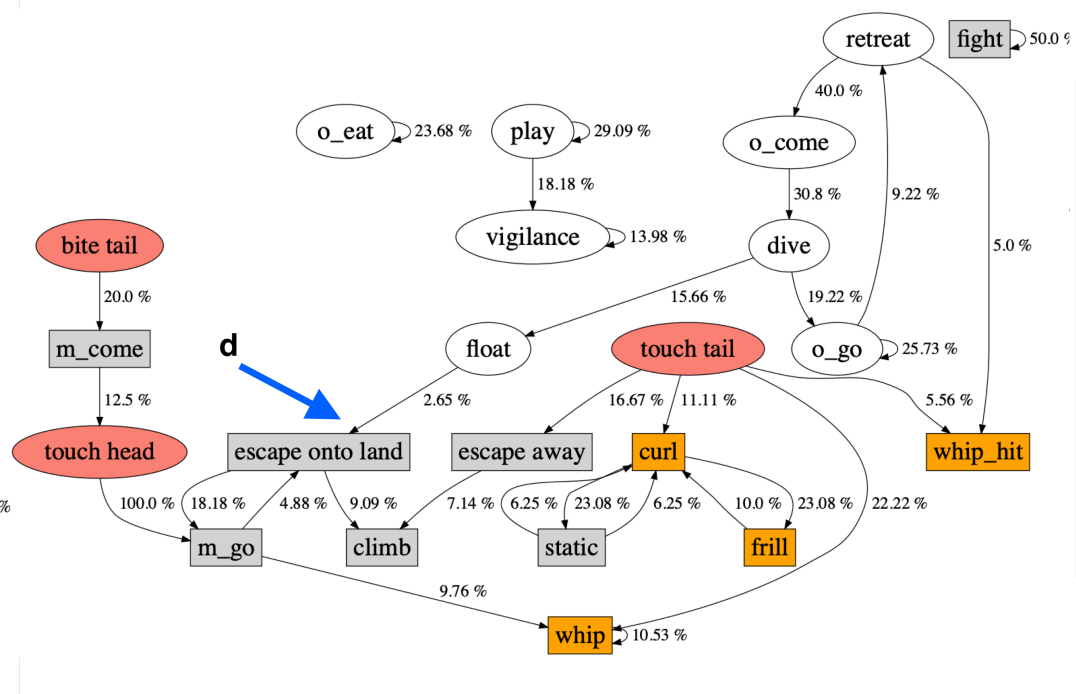 retreat
fight
50.0 %
40.0 %
o_eat
23.68 %
play
29.09 %
o_come
18.18 %
30.8 %
9.22 %
bite tail
vigilance
13.98 %
dive
5.0 %
20.0 %
15.66 %
19.22 %
d
m_come
float
touch tail
o_go
25.73 %
12.5 %
2.65 %
16.67 %
11.11 %
5.56 %
touch head
escape onto land
escape away
curl
whip_hit
%
100.0 %
18.18 %
4.88 %
9.09 %
7.14 %
6.25 %
23.08 %
6.25 %
10.0 %
23.08 %
22.22 %
m_go
climb
static
frill
9.76 %
whip
10.53 %